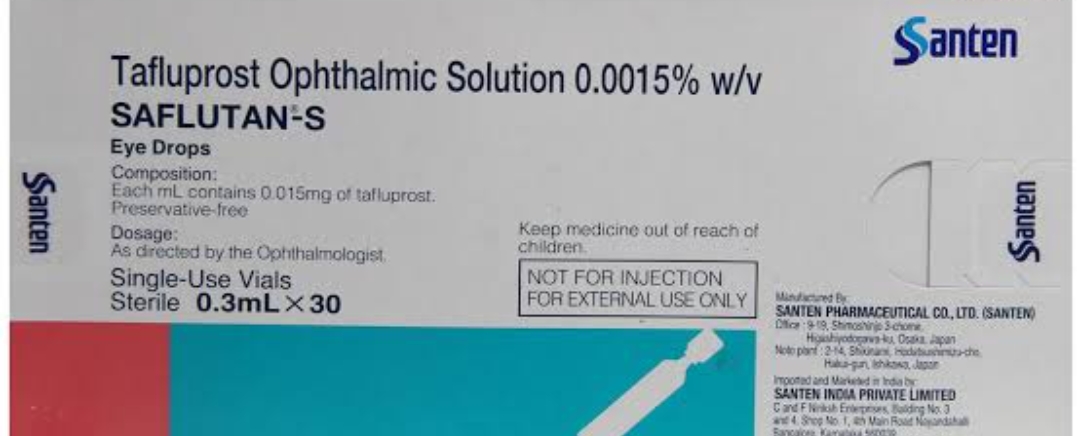 Santen
Tafluprost Ophthalmic Solution 0.0015% w/v
SAFLUTAN®-S
Eye Drops
Composition:
Each mL contains 0.015mg of tafluprost.
Preservative-free
Dosage:
As directed by the Ophthalmologist.
Single-Use Vials
Sterile 0.3mL×30
Santen
Keep medicine out of reach of
children.
NOT FOR INJECTION
FOR EXTERNAL USE ONLY
Santen
Manufactured By:
SANTEN PHARMACEUTICAL CO., LTD. (SANTEN)
Office : 9-19, Shimoshinjo 3-chome,
Higashiyodogawa-ku, Osaka, Japan
Noto plant : 2-14, Shikinami, Hodatsushimizu-cho,
Hakui-gun, Ishikawa, Japan
Imported and Marketed in India by:
SANTEN INDIA PRIVATE LIMITED
C and F Enterprises, Building No. 3
and 4, Shop No. 1, 4th Main Road Nayandahalli
Bangalore, Karnataka